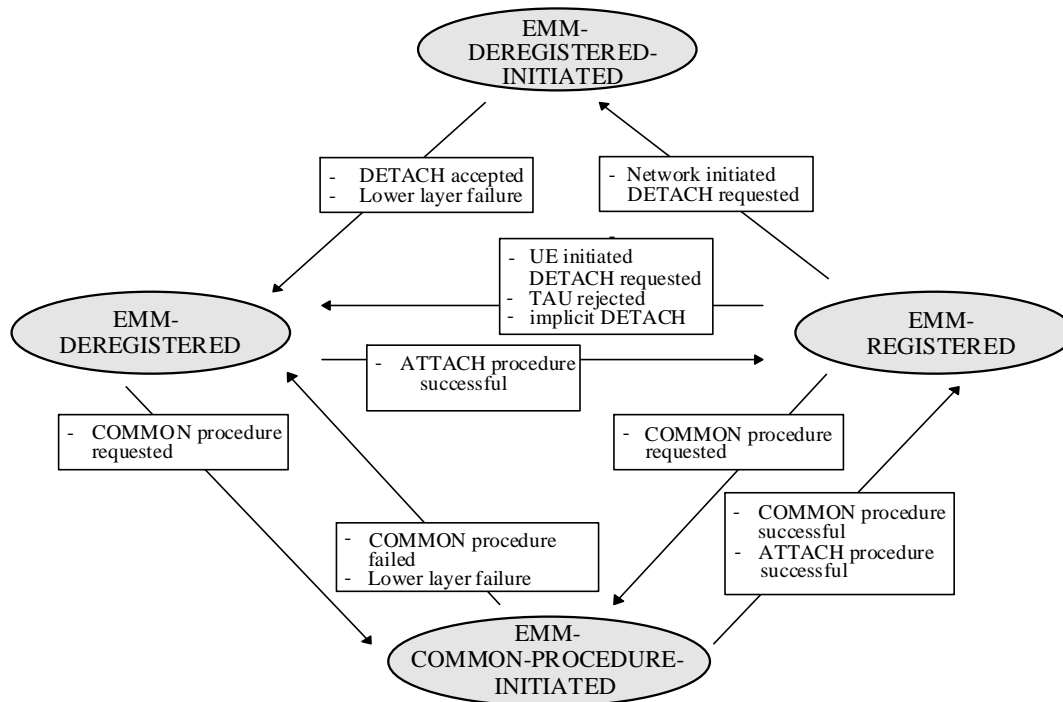 EMM-
DEREGISTERED-
INITIATED
- DETACH accepted
- Lower layer failure
- Network initiated
DETACH requested
- UE initiated
DETACH requested
- TAU rejected
- implicit DETACH
EMM-
DEREGISTERED
EMM-
REGISTERED
- ATTACH procedure
successful
- COMMON procedure
requested
- COMMON procedure
requested
- COMMON procedure
failed
- Lower layer failure
- COMMON procedure
successful
- ATTACH procedure
successful
EMM-
COMMON-PROCEDURE-
INITIATED